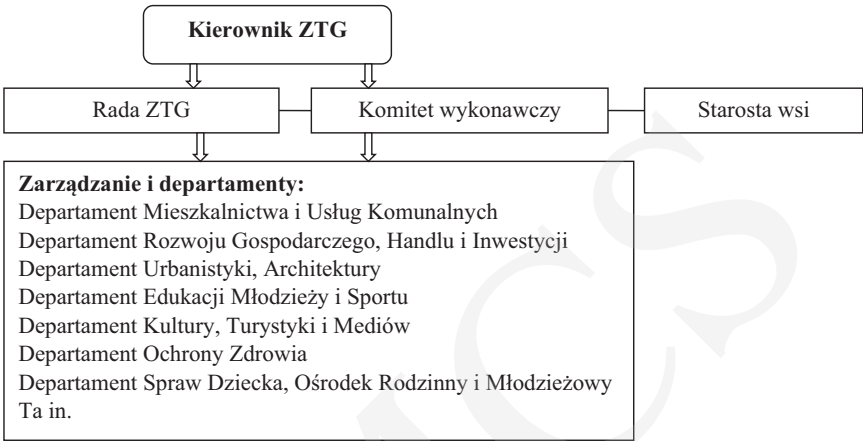 Kierownik ZTG
Rada ZTG
Komitet wykonawczy
Starosta wsi
Zarządzanie i departamenty:
Departament Mieszkalnictwa i Usług Komunalnych
Departament Rozwoju Gospodarczego, Handlu i Inwestycji
Departament Urbanistyki, Architektury
Departament Edukacji Młodzieży i Sportu
Departament Kultury, Turystyki i Mediów
Departament Ochrony Zdrowia
Departament Spraw Dziecka, Ośrodek Rodzinny i Młodzieżowy
Ta in.
MCS